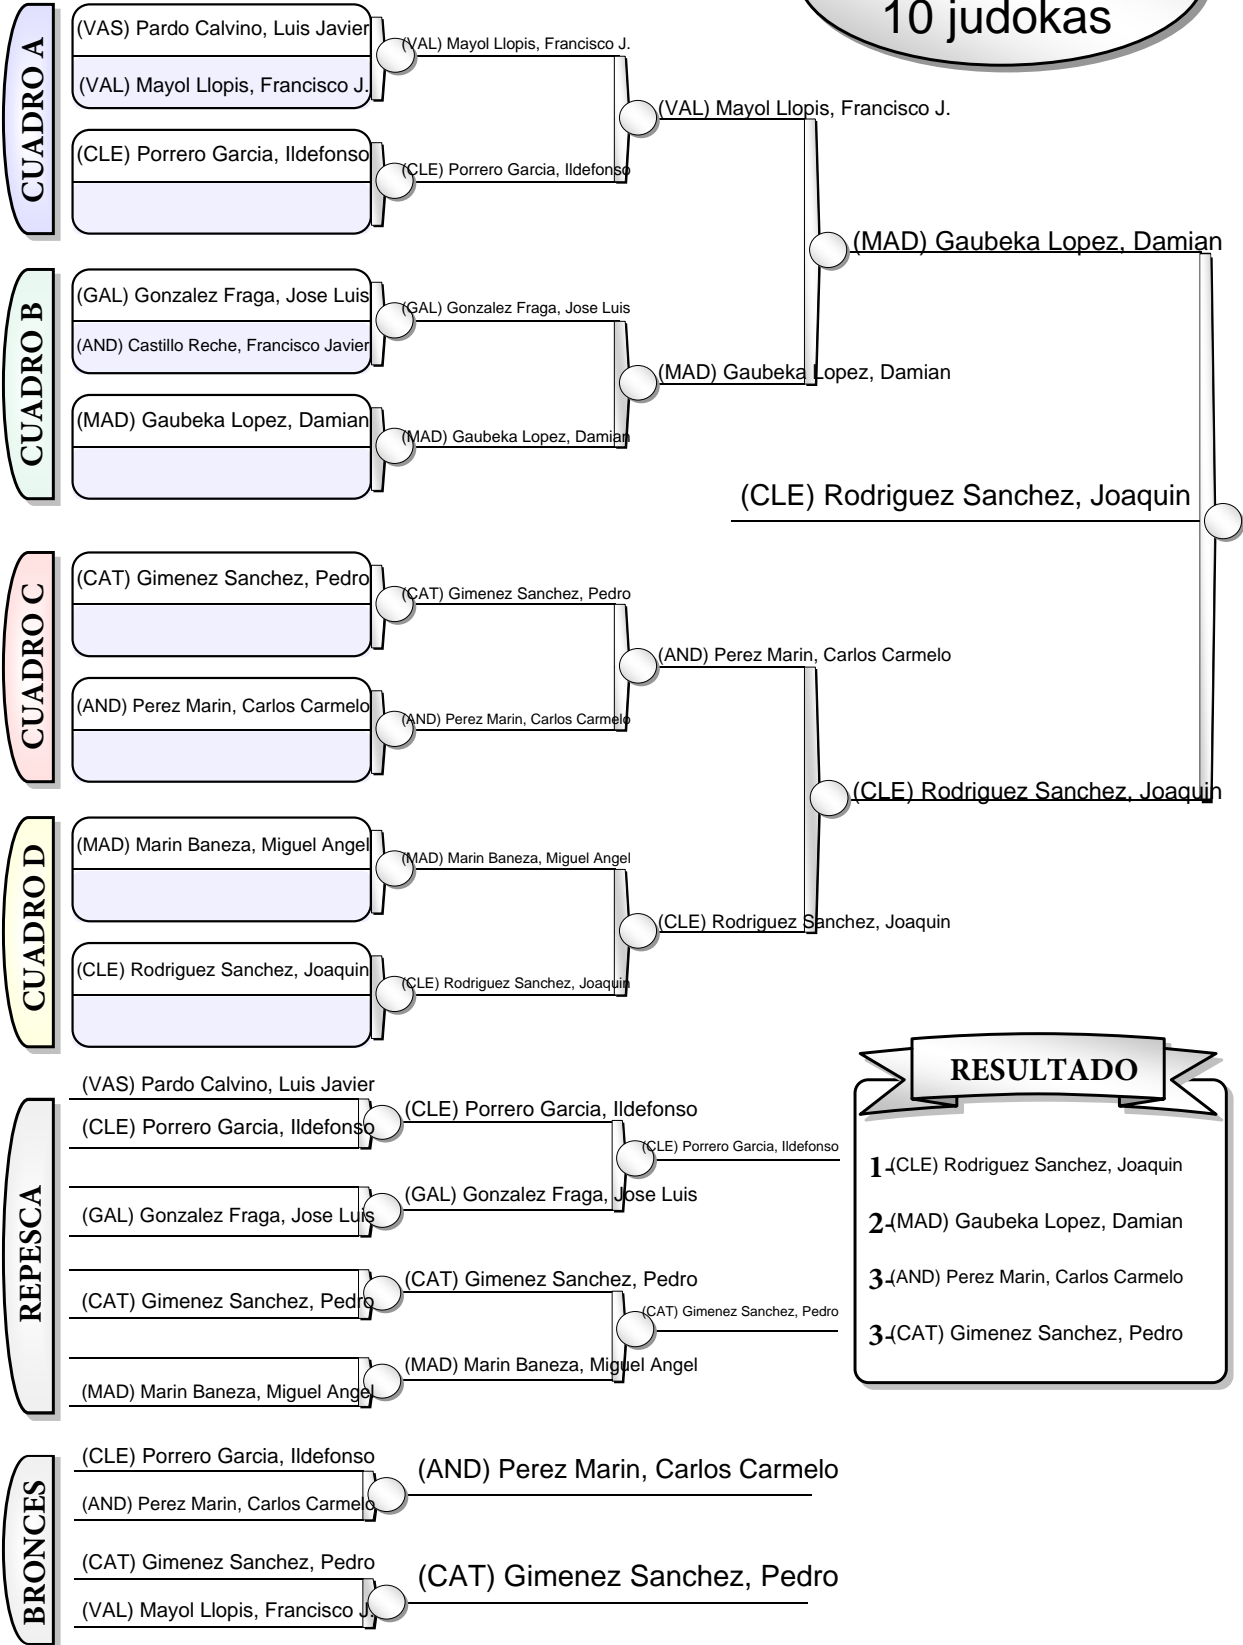 10 judokas
CUADRO A
(VAS) Pardo Calvino, Luis Javier
(VAL) Mayol Llopis, Francisco J.
(CLE) Porrero Garcia, Ildefonso
(VAL) Mayol Llopis, Francisco J.
(CLE) Porrero Garcia, Ildefonso
(VAL) Mayol Llopis, Francisco J.
(MAD) Gaubeka Lopez, Damian
CUADRO B
(GAL) Gonzalez Fraga, Jose Luis
(AND) Castillo Reche, Francisco Javier
(MAD) Gaubeka Lopez, Damian
(GAL) Gonzalez Fraga, Jose Luis
(MAD) Gaubeka Lopez, Damian
(MAD) Gaubeka Lopez, Damian
(CLE) Rodriguez Sanchez, Joaquin
CUADRO C
(CAT) Gimenez Sanchez, Pedro
(AND) Perez Marin, Carlos Carmelo
(CAT) Gimenez Sanchez, Pedro
(AND) Perez Marin, Carlos Carmelo
(AND) Perez Marin, Carlos Carmelo
(CLE) Rodriguez Sanchez, Joaquin
CUADRO D
(MAD) Marin Baneza, Miguel Angel
(CLE) Rodriguez Sanchez, Joaquin
(MAD) Marin Baneza, Miguel Angel
(CLE) Rodriguez Sanchez, Joaquin
(CLE) Rodriguez Sanchez, Joaquin
REPESCA
(VAS) Pardo Calvino, Luis Javier
(CLE) Porrero Garcia, Ildefonso
(GAL) Gonzalez Fraga, Jose Luis
(CAT) Gimenez Sanchez, Pedro
(MAD) Marin Baneza, Miguel Angel
(CLE) Porrero Garcia, Ildefonso
(GAL) Gonzalez Fraga, Jose Luis
(CAT) Gimenez Sanchez, Pedro
(MAD) Marin Baneza, Miguel Angel
(CLE) Porrero Garcia, Ildefonso
(CAT) Gimenez Sanchez, Pedro
RESULTADO
1-(CLE) Rodriguez Sanchez, Joaquin
2-(MAD) Gaubeka Lopez, Damian
3-(AND) Perez Marin, Carlos Carmelo
3-(CAT) Gimenez Sanchez, Pedro
BRONCES
(CLE) Porrero Garcia, Ildefonso
(AND) Perez Marin, Carlos Carmelo
(CAT) Gimenez Sanchez, Pedro
(VAL) Mayol Llopis, Francisco J.
(AND) Perez Marin, Carlos Carmelo
(CAT) Gimenez Sanchez, Pedro